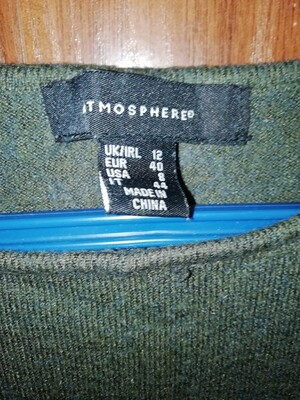 ATMOSPHERE®
UK/IRL 12
EUR 40
USA 8
IT 44
MADE IN
CHINA